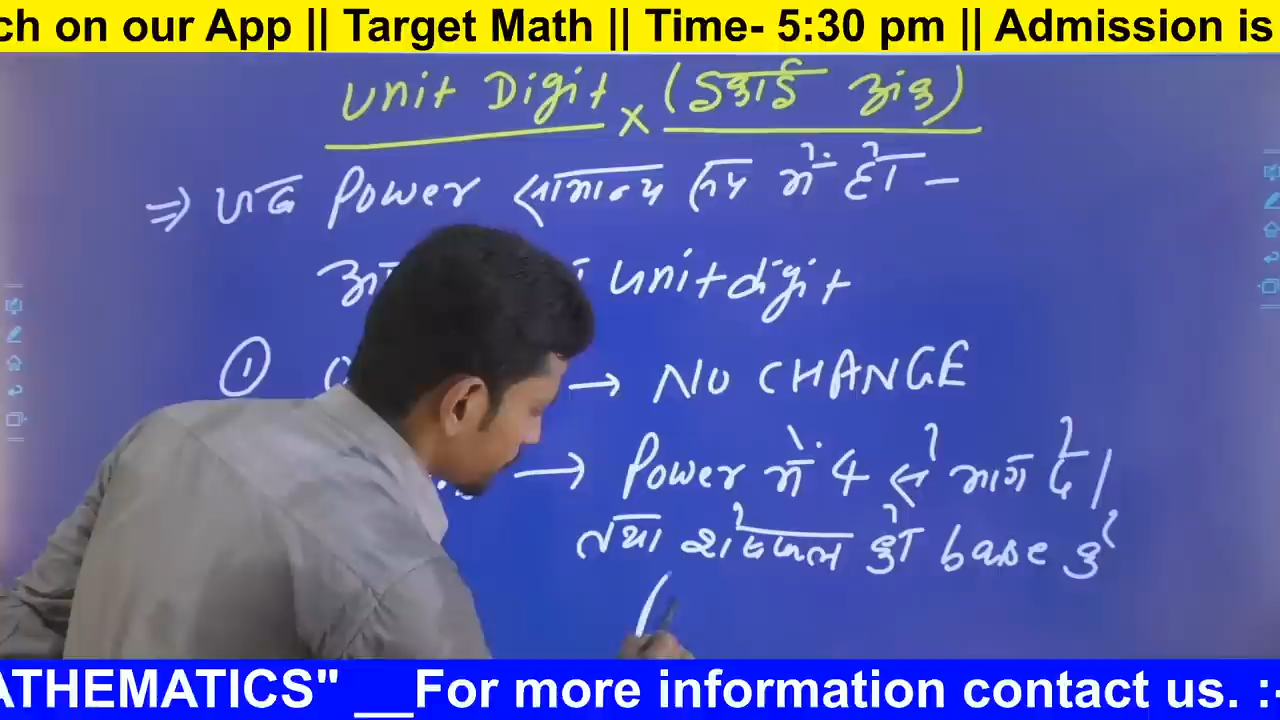 ch on our App || Target Math || Time- 5:30 pm || Admission is
Unit Digit x (इकाई अंक)
⇒ जब Power सामान्य रूप में हो –
unit digit
① → NO CHANGE
→ Power में 4 से भाग दें।
तथा शेषफल को base के
(
ATHEMATICS" __For more information contact us. :-